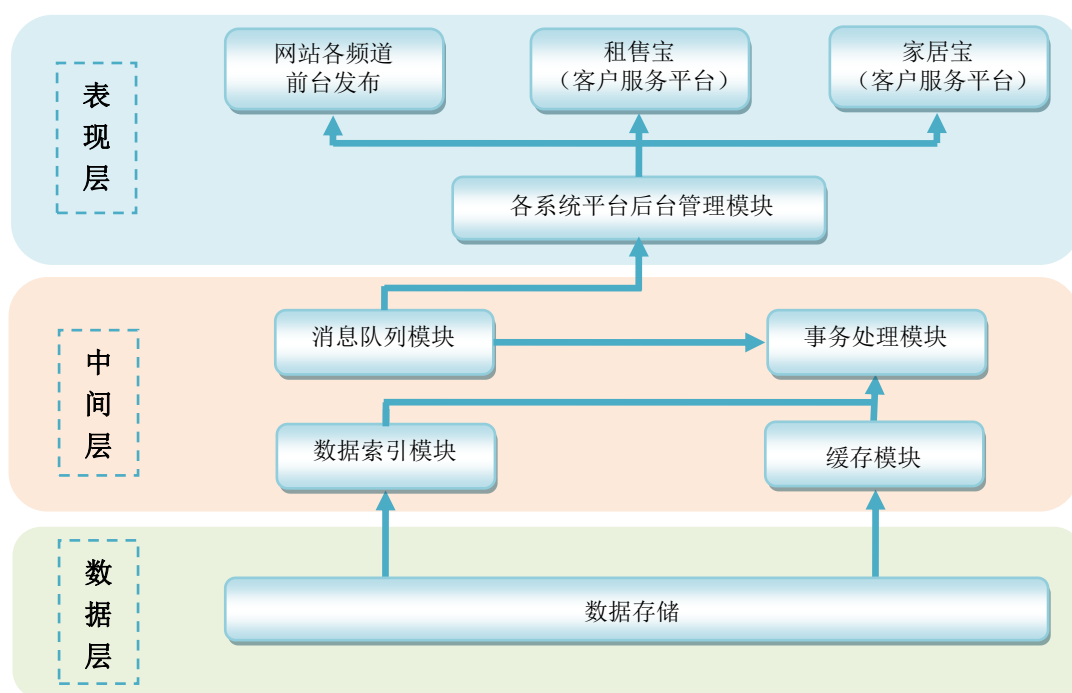 网站各频道
前台发布
租售宝
（客户服务平台）
家居宝
（客户服务平台）
表
现
层
各系统平台后台管理模块
消息队列模块
事务处理模块
中
间
层
数据索引模块
缓存模块
数
据
层
数据存储